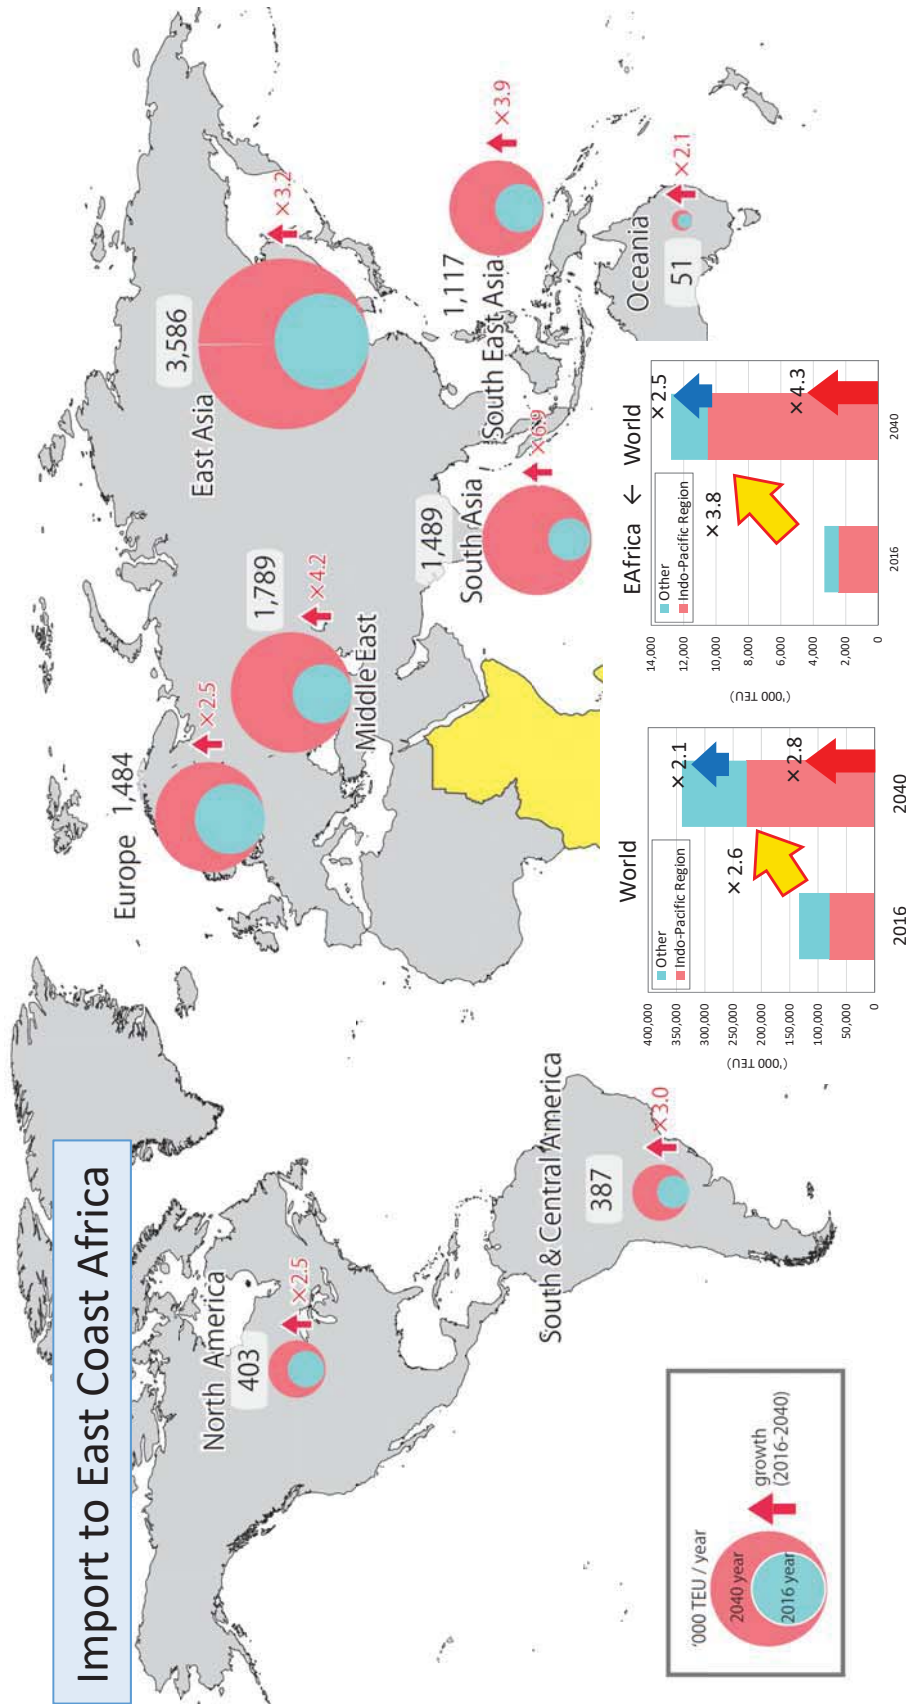 Import to East Coast Africa
North America
403
×2.5
South & Central America
387
×3.0
Europe 1,484
×2.5
Middle East
1,789
×4.2
East Asia
3,586
×3.2
South Asia
1,489
×6.9
South East Asia
1,117
×3.9
Oceania
51
×2.1
'000 TEU / year
2040 year
2016 year
growth
(2016-2040)
World
Other
Indo-Pacific Region
('000 TEU)
400,000
350,000
300,000
250,000
200,000
150,000
100,000
50,000
0
×2.6
×2.1
×2.8
2016
2040
EAfrica ← World
Other
Indo-Pacific Region
('000 TEU)
14,000
12,000
10,000
8,000
6,000
4,000
2,000
0
×3.8
×2.5
×4.3
2016
2040